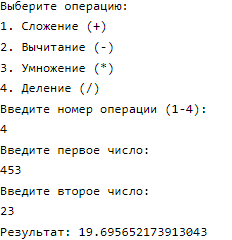 Выберите операцию:
1. Сложение (+)
2. Вычитание (-)
3. Умножение (*)
4. Деление (/)
Введите номер операции (1-4):
4
Введите первое число:
453
Введите второе число:
23
Результат: 19.695652173913043